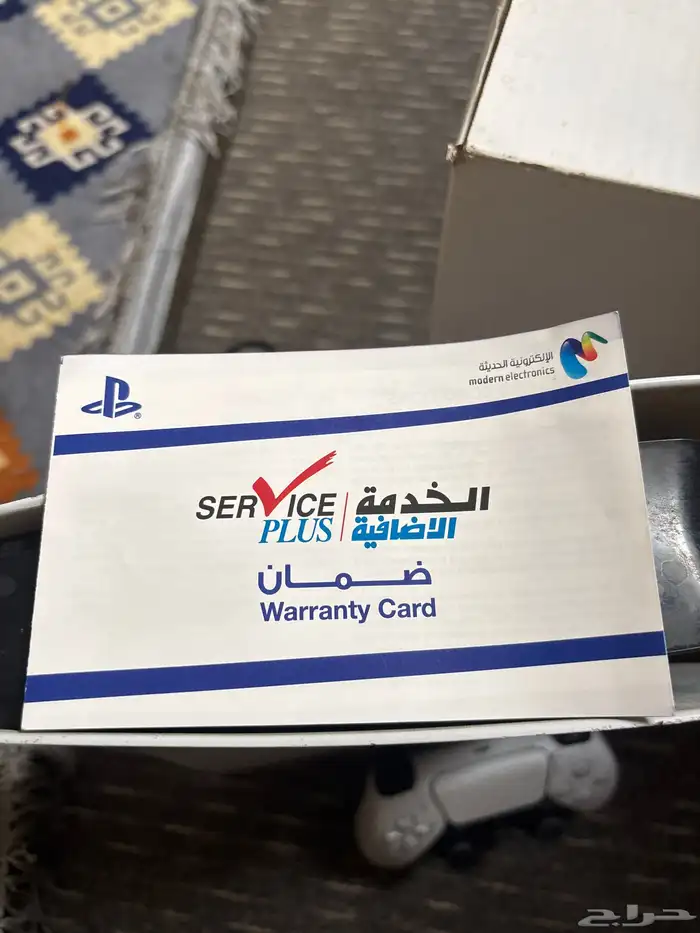 الإلكترونية الحديثة
modern electronics
SERVICE PLUS
الخدمة الاضافية
ضمان
Warranty Card
حراج